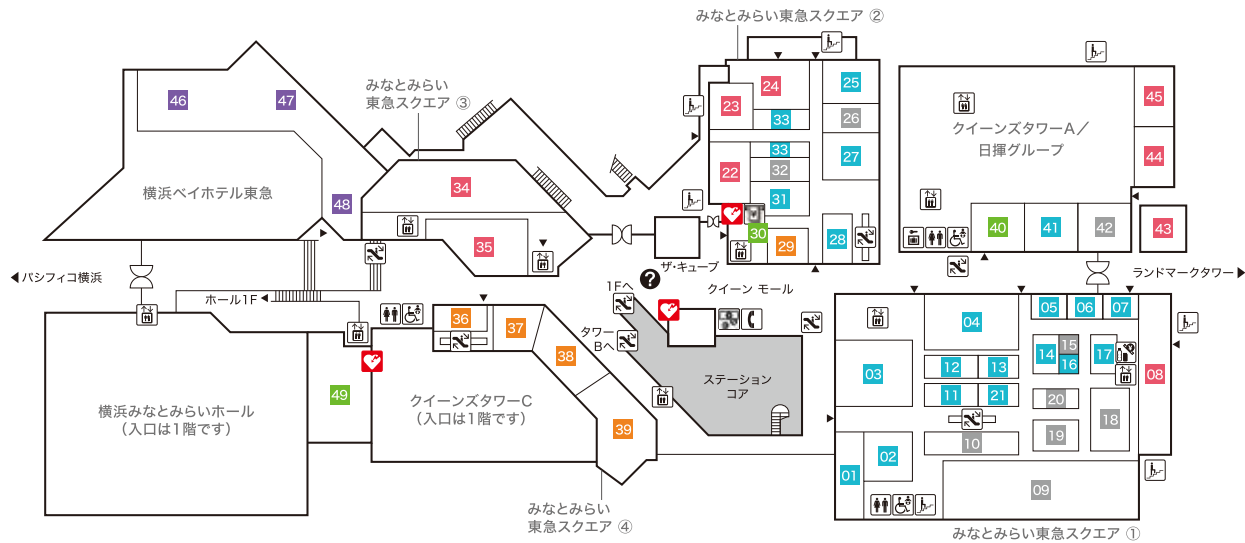 みなとみらい東急スクエア ②
24
25
23
33
26
45
46
47
みなとみらい
東急スクエア ③
クイーンズタワーA／
日揮グループ
33
27
44
22
32
34
横浜ベイホテル東急
31
48
30
29
28
40
41
42
43
35
パシフィコ横浜
ザ・キューブ
ランドマークタワー
ホール1F
1Fへ
?
クイーン モール
36
37
タワー
Bへ
38
04
05
06
07
14
15
16
17
03
12
13
08
ステーション
コア
11
21
20
49
横浜みなとみらいホール
（入口は1階です）
クイーンズタワーC
（入口は1階です）
39
18
10
19
02
01
09
みなとみらい
東急スクエア ④
みなとみらい東急スクエア ①